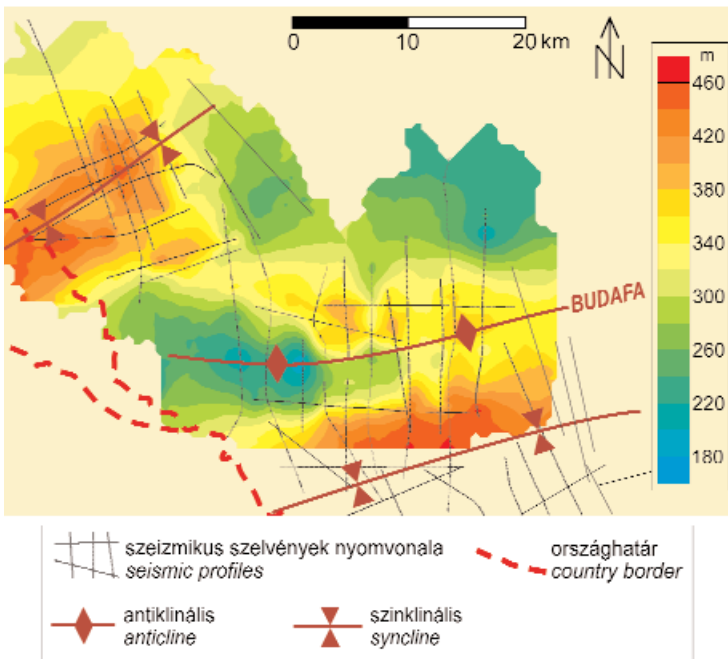 0 10 20 km
N
m
460
420
380
340
300
260
220
180
BUDAFA
szeizmikus szelvények nyomvonala
seismic profiles
országhatár
country border
antiklinális
anticline
szinklinális
syncline